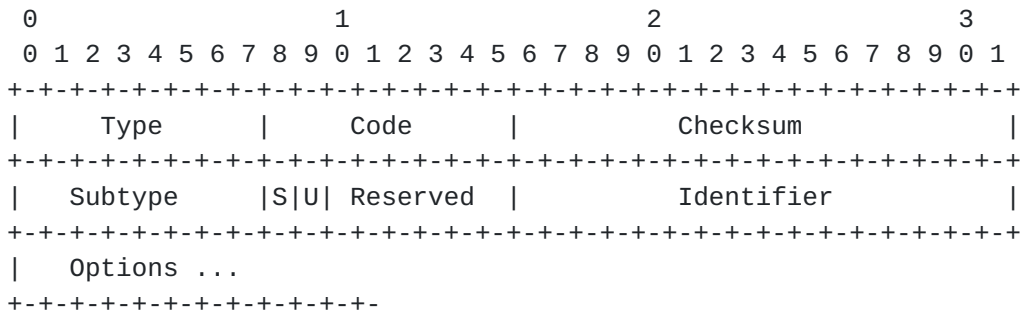 0                   1                   2                   3
 0 1 2 3 4 5 6 7 8 9 0 1 2 3 4 5 6 7 8 9 0 1 2 3 4 5 6 7 8 9 0 1
+-+-+-+-+-+-+-+-+-+-+-+-+-+-+-+-+-+-+-+-+-+-+-+-+-+-+-+-+-+-+-+-+
|     Type      |     Code      |          Checksum             |
+-+-+-+-+-+-+-+-+-+-+-+-+-+-+-+-+-+-+-+-+-+-+-+-+-+-+-+-+-+-+-+-+
|   Subtype     |S|U| Reserved  |          Identifier           |
+-+-+-+-+-+-+-+-+-+-+-+-+-+-+-+-+-+-+-+-+-+-+-+-+-+-+-+-+-+-+-+-+
|   Options ...
+-+-+-+-+-+-+-+-+-+-+-+-